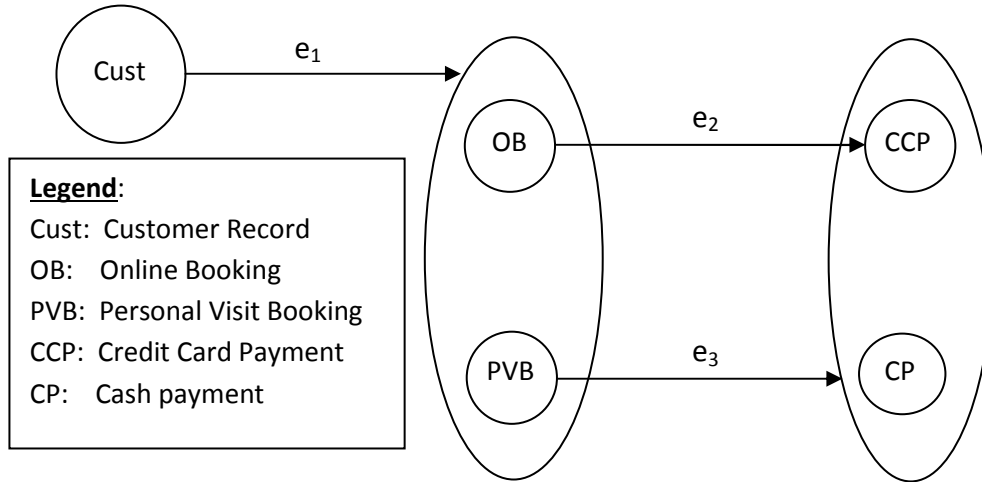 Cust
e₁
OB
e₂
CCP
Legend:
Cust: Customer Record
OB: Online Booking
PVB: Personal Visit Booking
CCP: Credit Card Payment
CP: Cash payment
PVB
e₃
CP